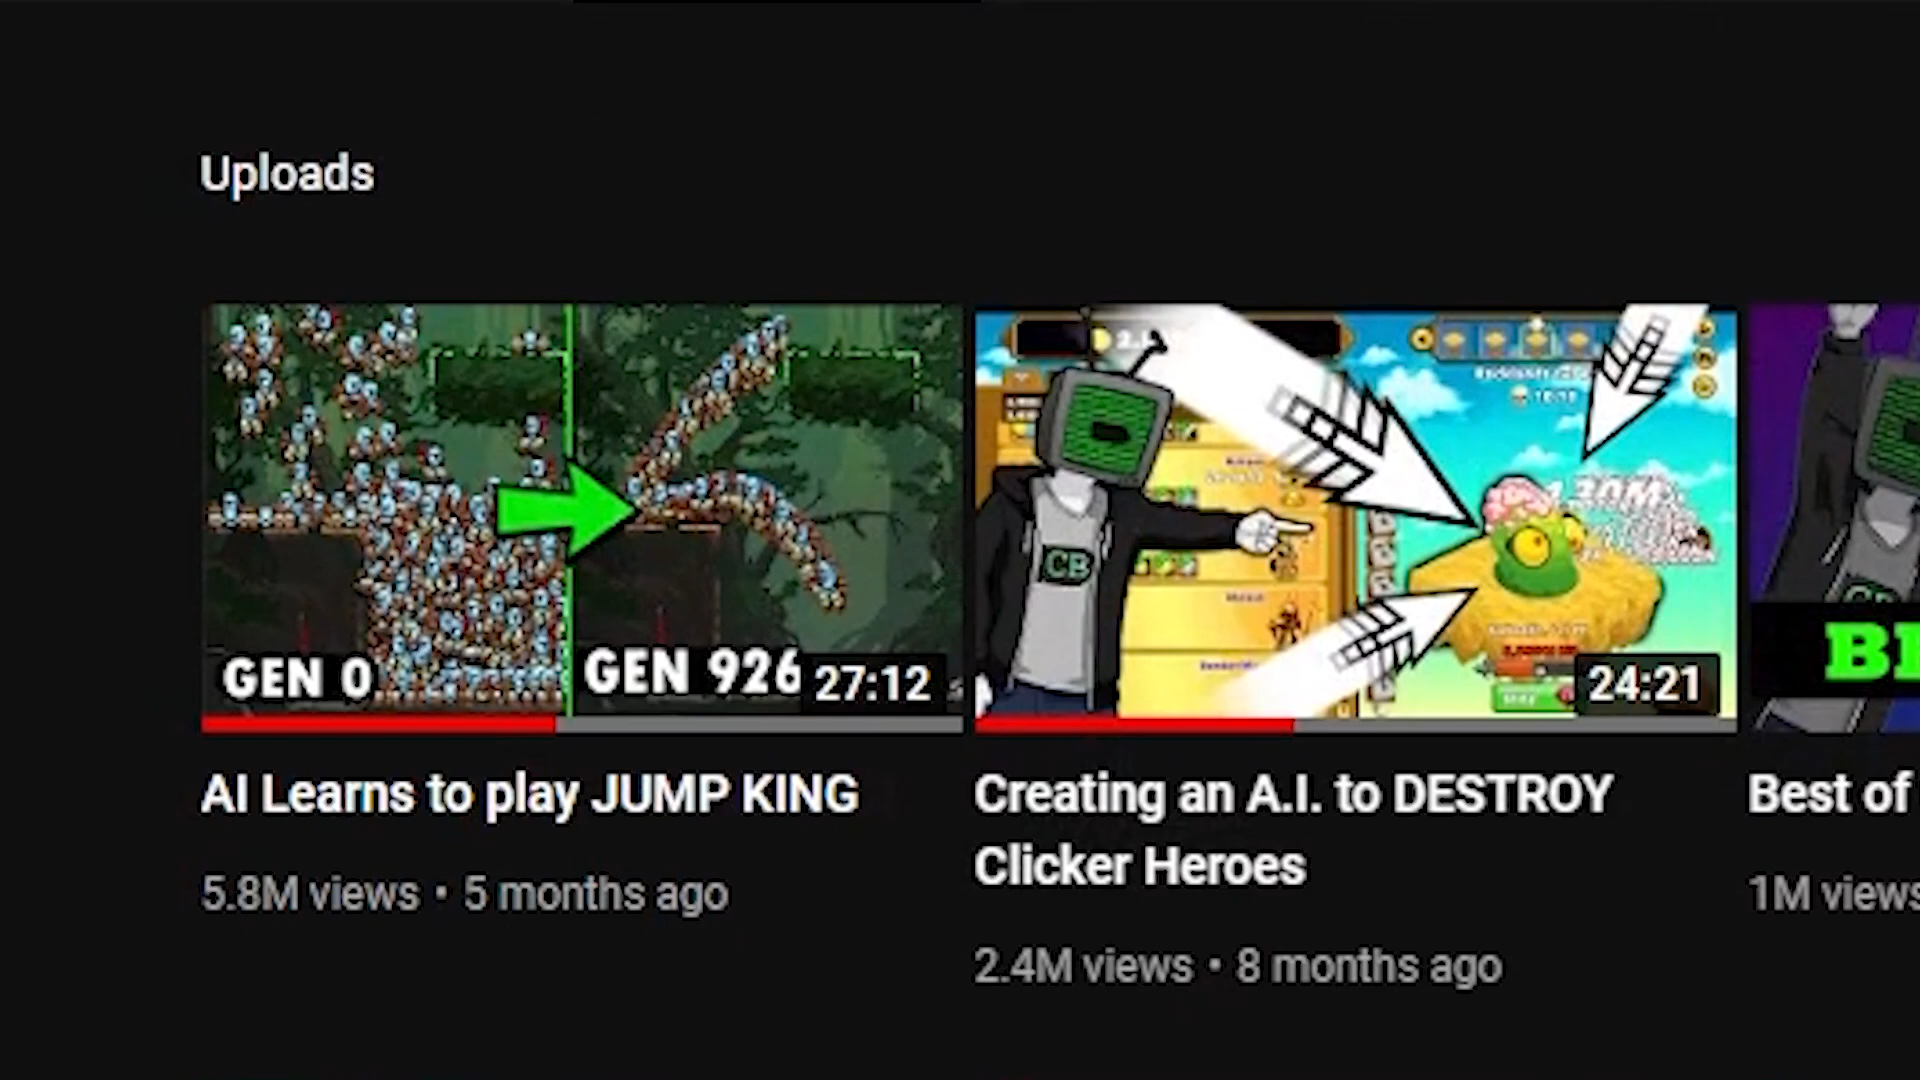 Uploads
GEN 0
GEN 926
27:12
CB
24:21
AI Learns to play JUMP KING
5.8M views • 5 months ago
Creating an A.I. to DESTROY
Clicker Heroes
2.4M views • 8 months ago
Best of
1M views